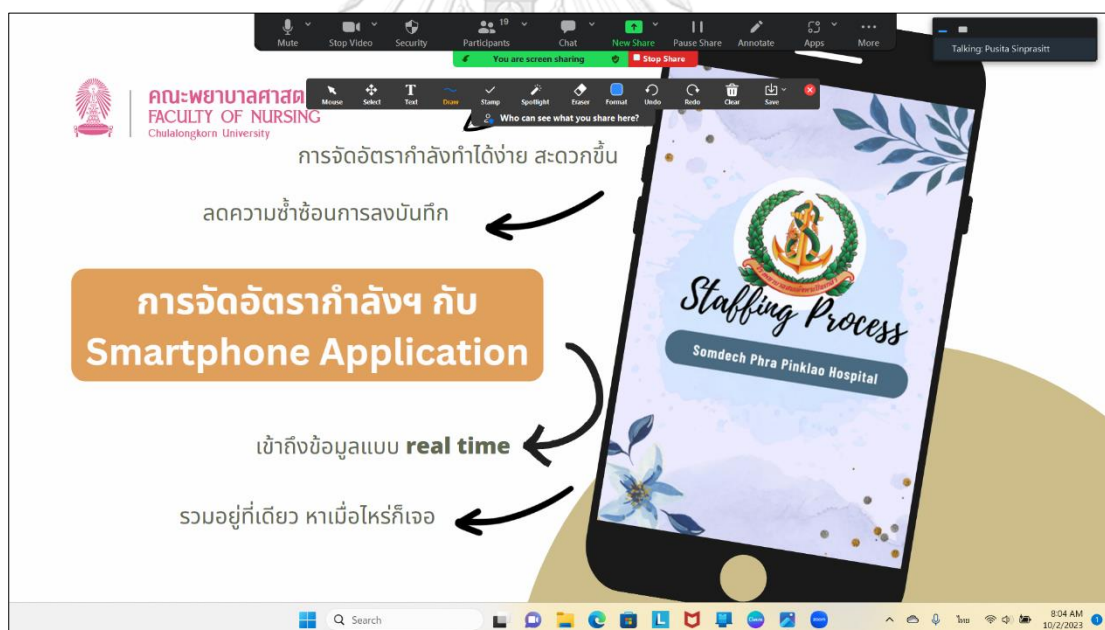 19
Mute
Stop Video
Security
Participants
Chat
New Share
Pause Share
Annotate
Apps
More
Talking: Pusita Sinprasitt
You are screen sharing
Stop Share
Mouse
Select
Text
Draw
Stamp
Spotlight
Eraser
Format
Undo
Redo
Clear
Save
Who can see what you share here?
คณะพยาบาลศาสต
FACULTY OF NURSING
Chulalongkorn University
การจัดอัตรากำลังทำได้ง่าย สะดวกขึ้น
ลดความซ้ำซ้อนการลงบันทึก
การจัดอัตรากำลังฯ กับ
Smartphone Application
เข้าถึงข้อมูลแบบ real time
รวมอยู่ที่เดียว หาเมื่อไหร่ก็เจอ
Staffing Process
Somdech Phra Pinklao Hospital
Search
ไทย
8:04 AM
10/2/2023
1